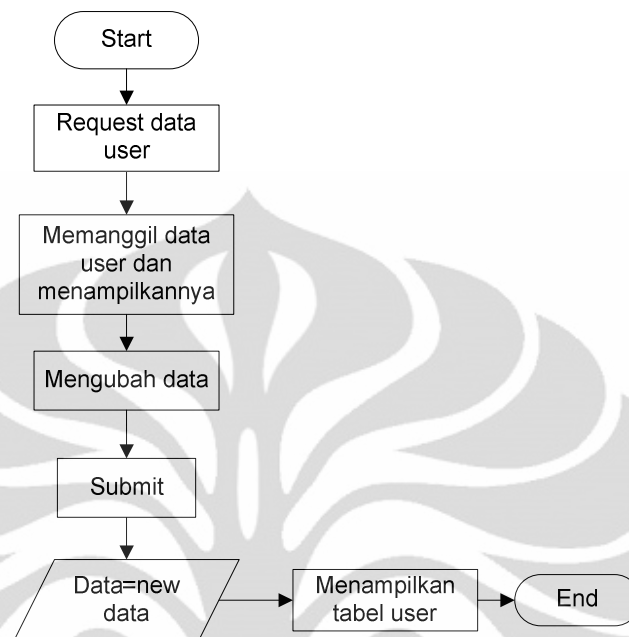 Start
Request data
user
Memanggil data
user dan
menampilkannya
Mengubah data
Submit
Data=new
data
Menampilkan
tabel user
End